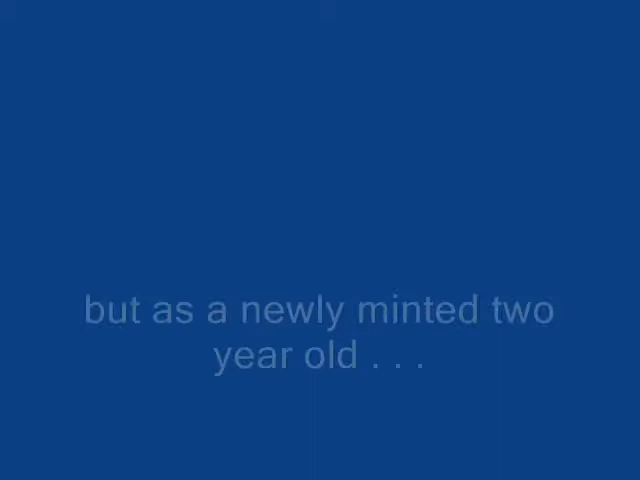 but as a newly minted two
year old . . .